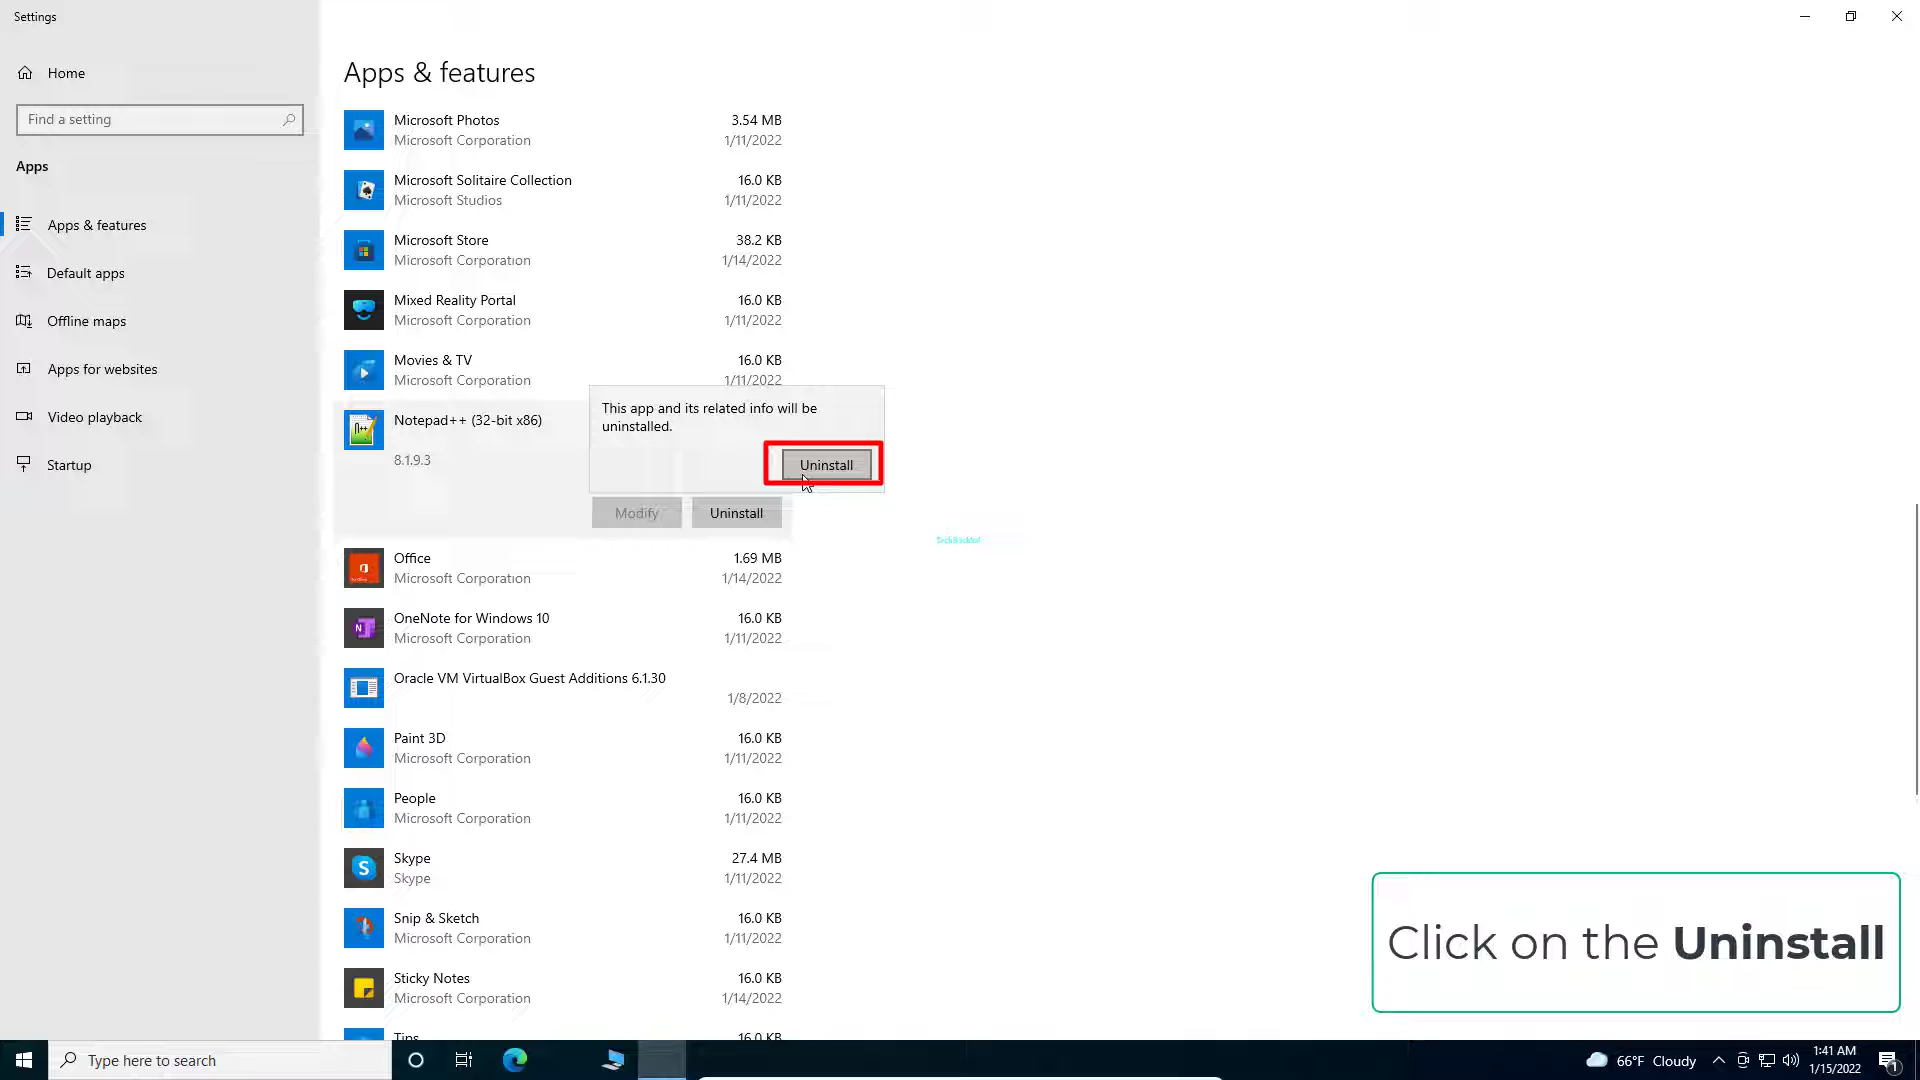 Settings
Home
Find a setting
Apps
Apps & features
Default apps
Offline maps
Apps for websites
Video playback
Startup
Apps & features
Microsoft Photos 3.54 MB
Microsoft Corporation 1/11/2022
Microsoft Solitaire Collection 16.0 KB
Microsoft Studios 1/11/2022
Microsoft Store 38.2 KB
Microsoft Corporation 1/14/2022
Mixed Reality Portal 16.0 KB
Microsoft Corporation 1/11/2022
Movies & TV 16.0 KB
Microsoft Corporation 1/11/2022
Notepad++ (32-bit x86)
8.1.9.3
This app and its related info will be
uninstalled.
Uninstall
Modify Uninstall
Office 1.69 MB
Microsoft Corporation 1/14/2022
OneNote for Windows 10 16.0 KB
Microsoft Corporation 1/11/2022
Oracle VM VirtualBox Guest Additions 6.1.30
1/8/2022
Paint 3D 16.0 KB
Microsoft Corporation 1/11/2022
People 16.0 KB
Microsoft Corporation 1/11/2022
Skype 27.4 MB
Skype 1/11/2022
Snip & Sketch 16.0 KB
Microsoft Corporation 1/11/2022
Sticky Notes 16.0 KB
Microsoft Corporation 1/14/2022
Tips 16.0 KB
Click on the Uninstall
Type here to search
66°F Cloudy
1:41 AM
1/15/2022
1